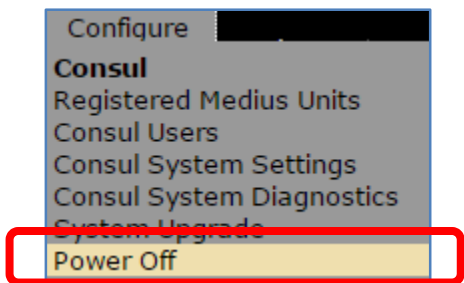 Configure
Consul
Registered Medius Units
Consul Users
Consul System Settings
Consul System Diagnostics
System Upgrade
Power Off